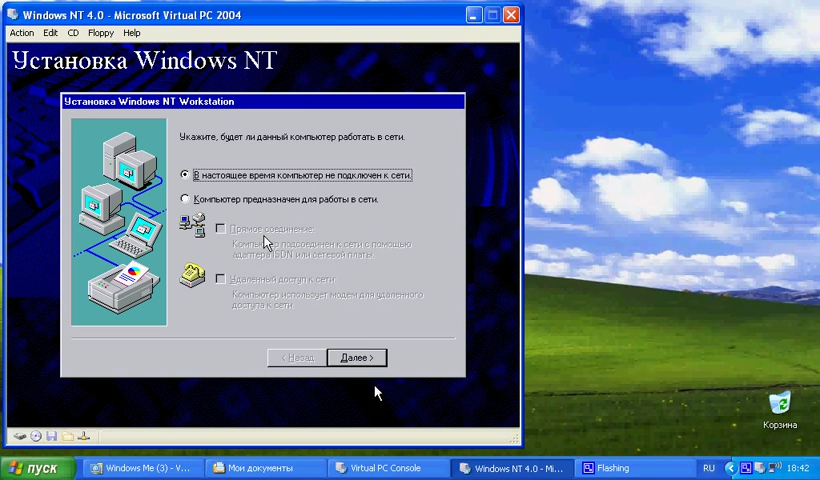 Windows NT 4.0 - Microsoft Virtual PC 2004
Action Edit CD Floppy Help
Установка Windows NT
Установка Windows NT Workstation
Укажите, будет ли данный компьютер работать в сети.
В настоящее время компьютер не подключен к сети.
Компьютер предназначен для работы в сети.
Прямое соединение:
Компьютер подсоединен к сети с помощью
адаптера ISDN или сетевой платы.
Удаленный доступ к сети:
Компьютер использует модем для удаленного
доступа к сети.
< Назад
Далее >
Корзина
пуск
Windows Me (3) - V...
Мои документы
Virtual PC Console
Windows NT 4.0 - Mi...
Flashing
RU
18:42